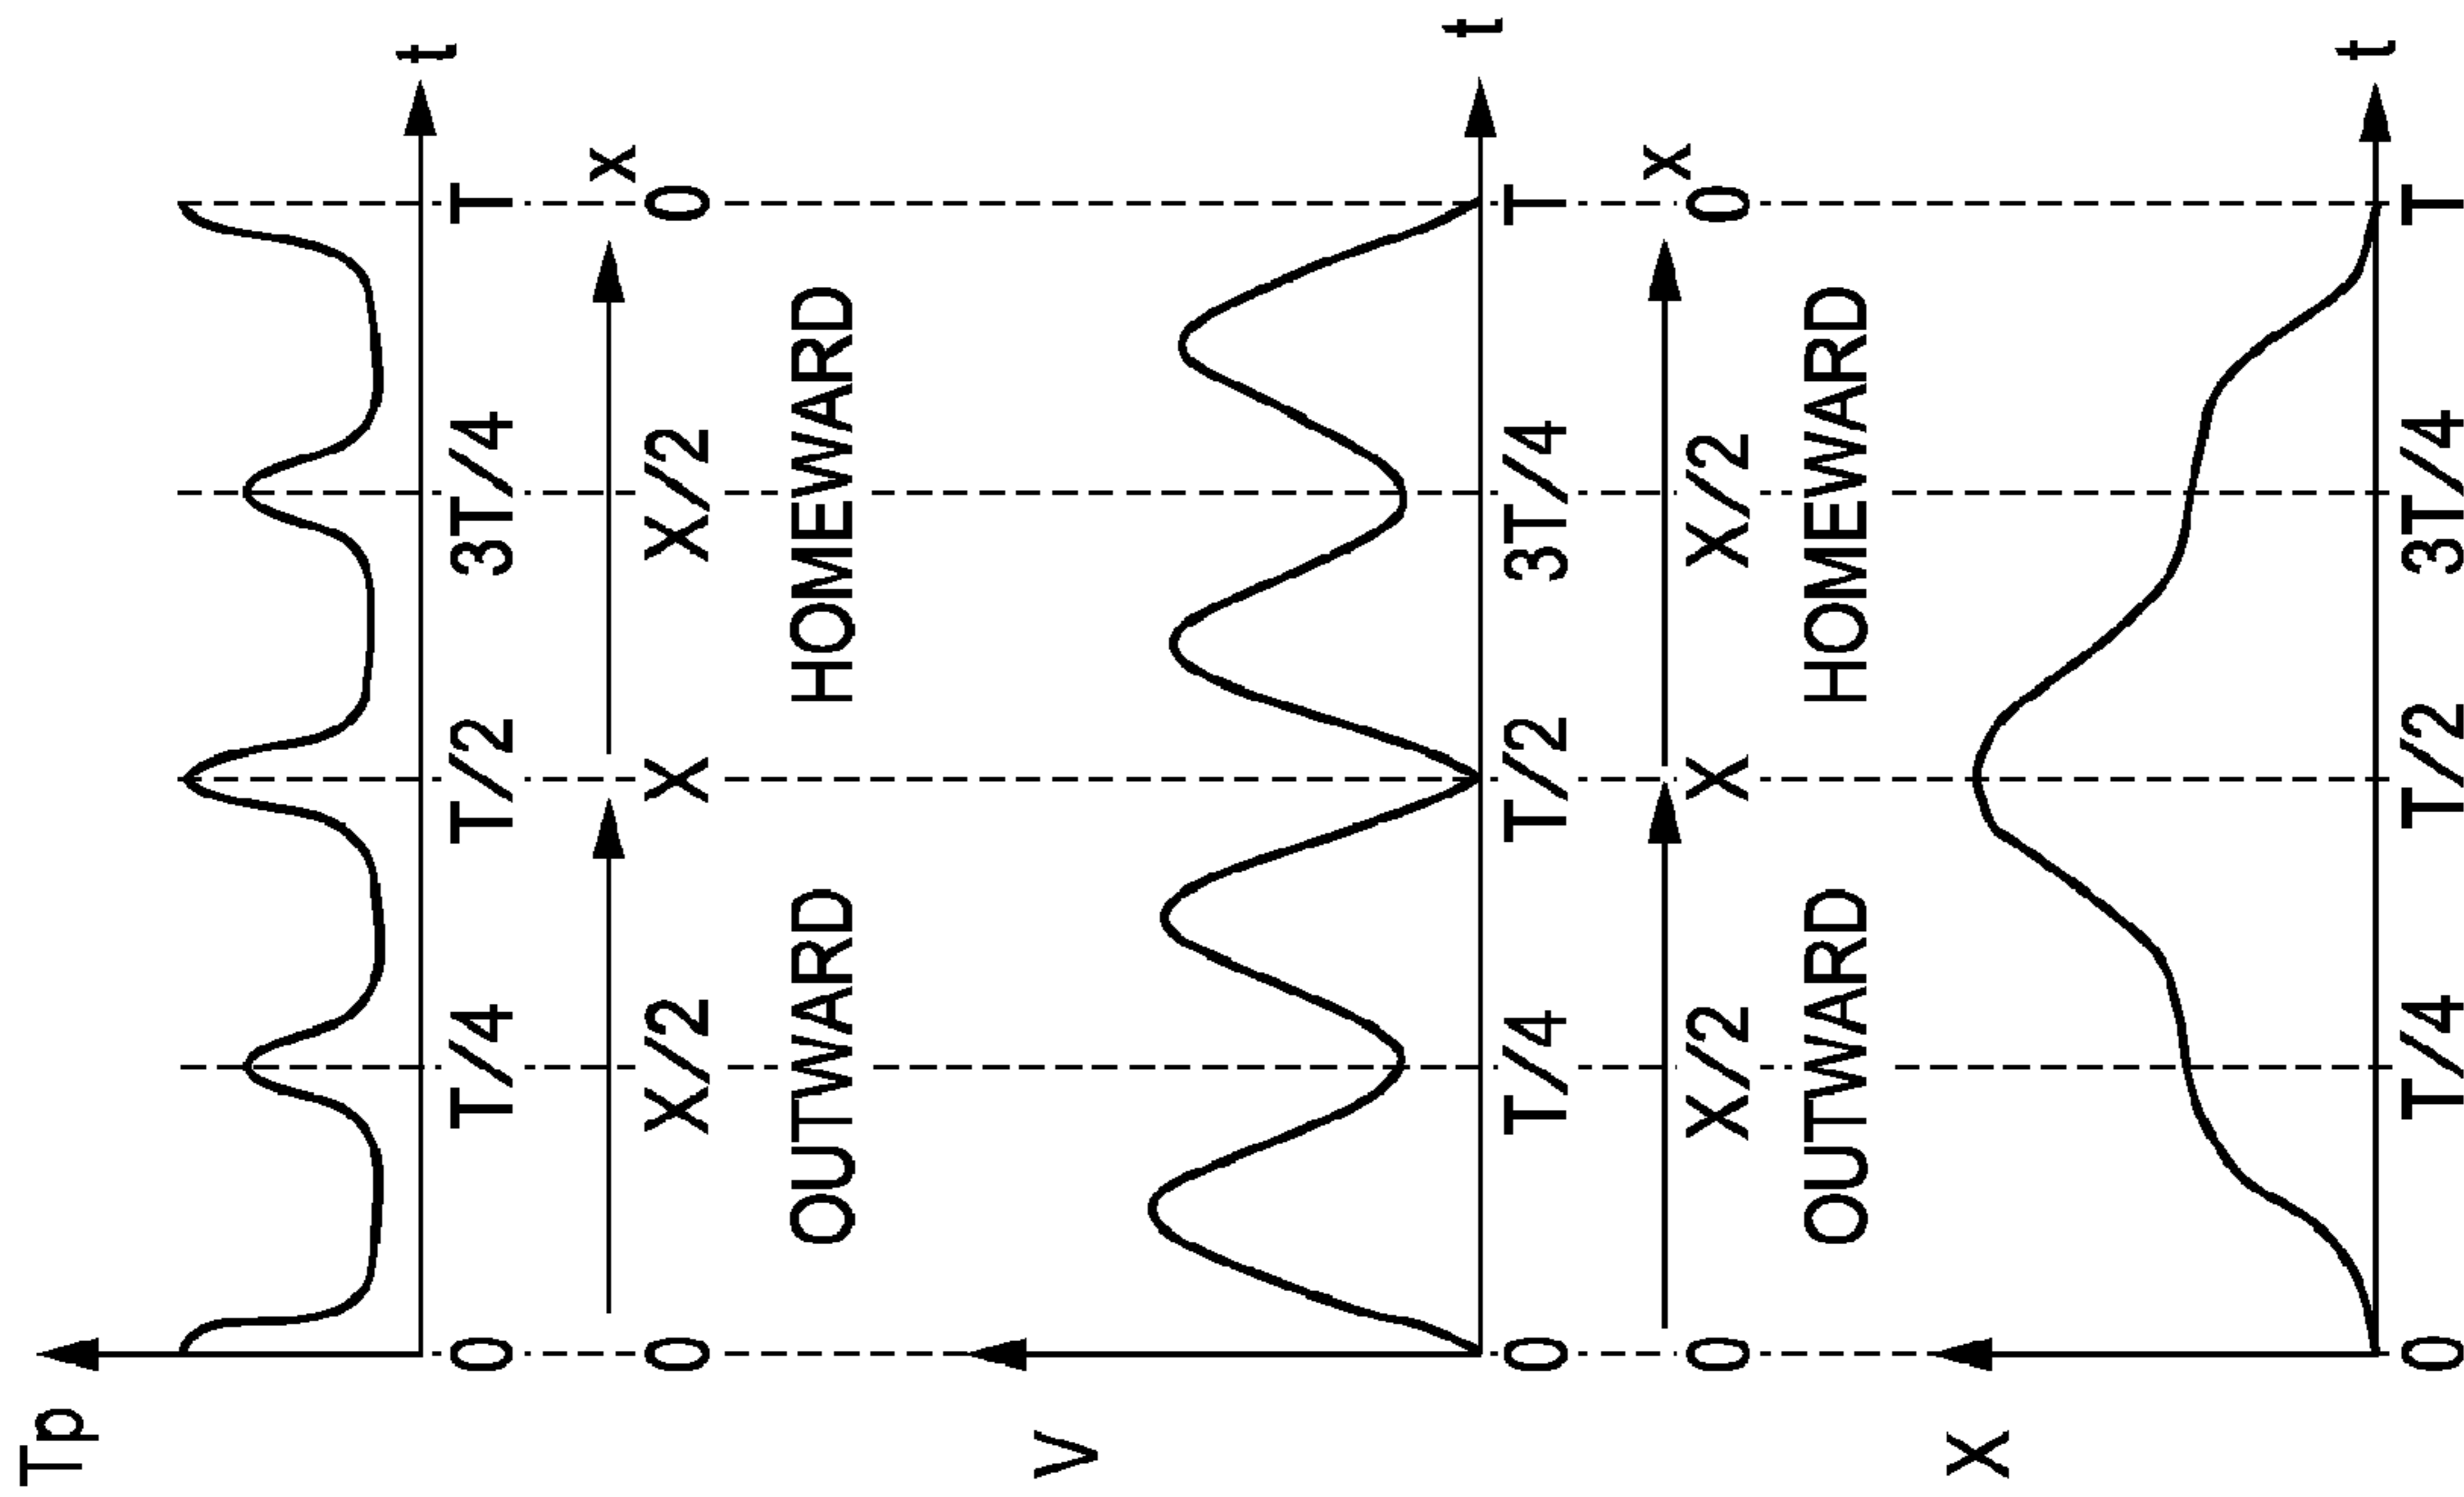 Tp
t
0 T/4 T/2 3T/4 T
x
0 X/2 X X/2 0
OUTWARD HOMEWARD
V
t
0 T/4 T/2 3T/4 T
x
0 X/2 X X/2 0
OUTWARD HOMEWARD
X
t
0 T/4 T/2 3T/4 T